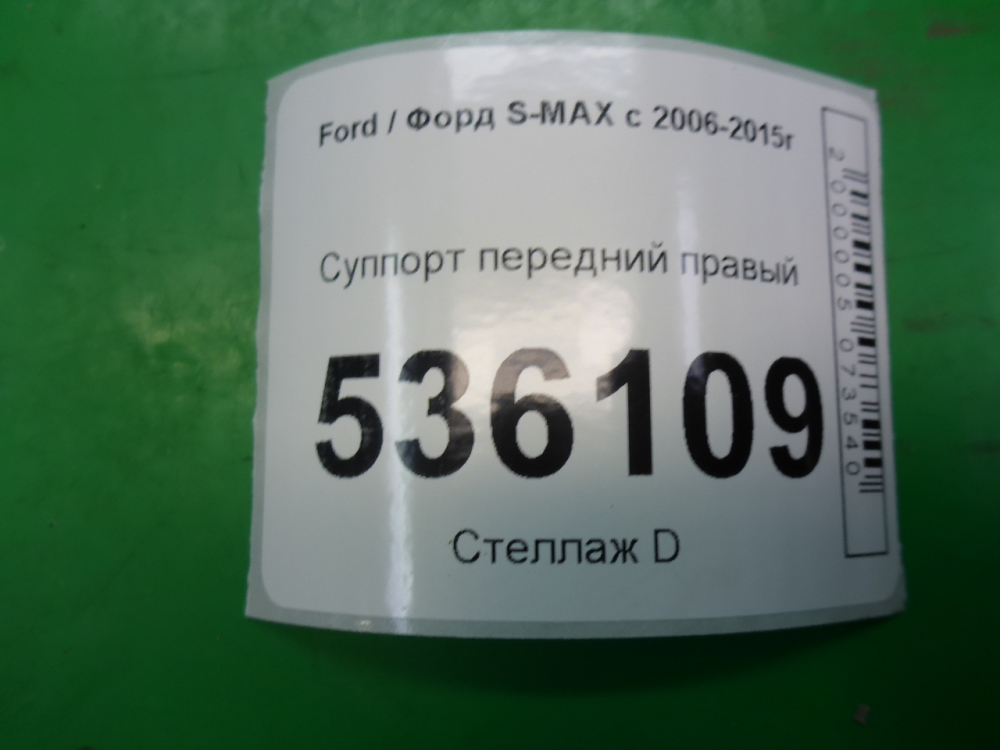 Ford / Форд S-MAX с 2006-2015г
Суппорт передний правый
536109
Стеллаж D
2000005073540